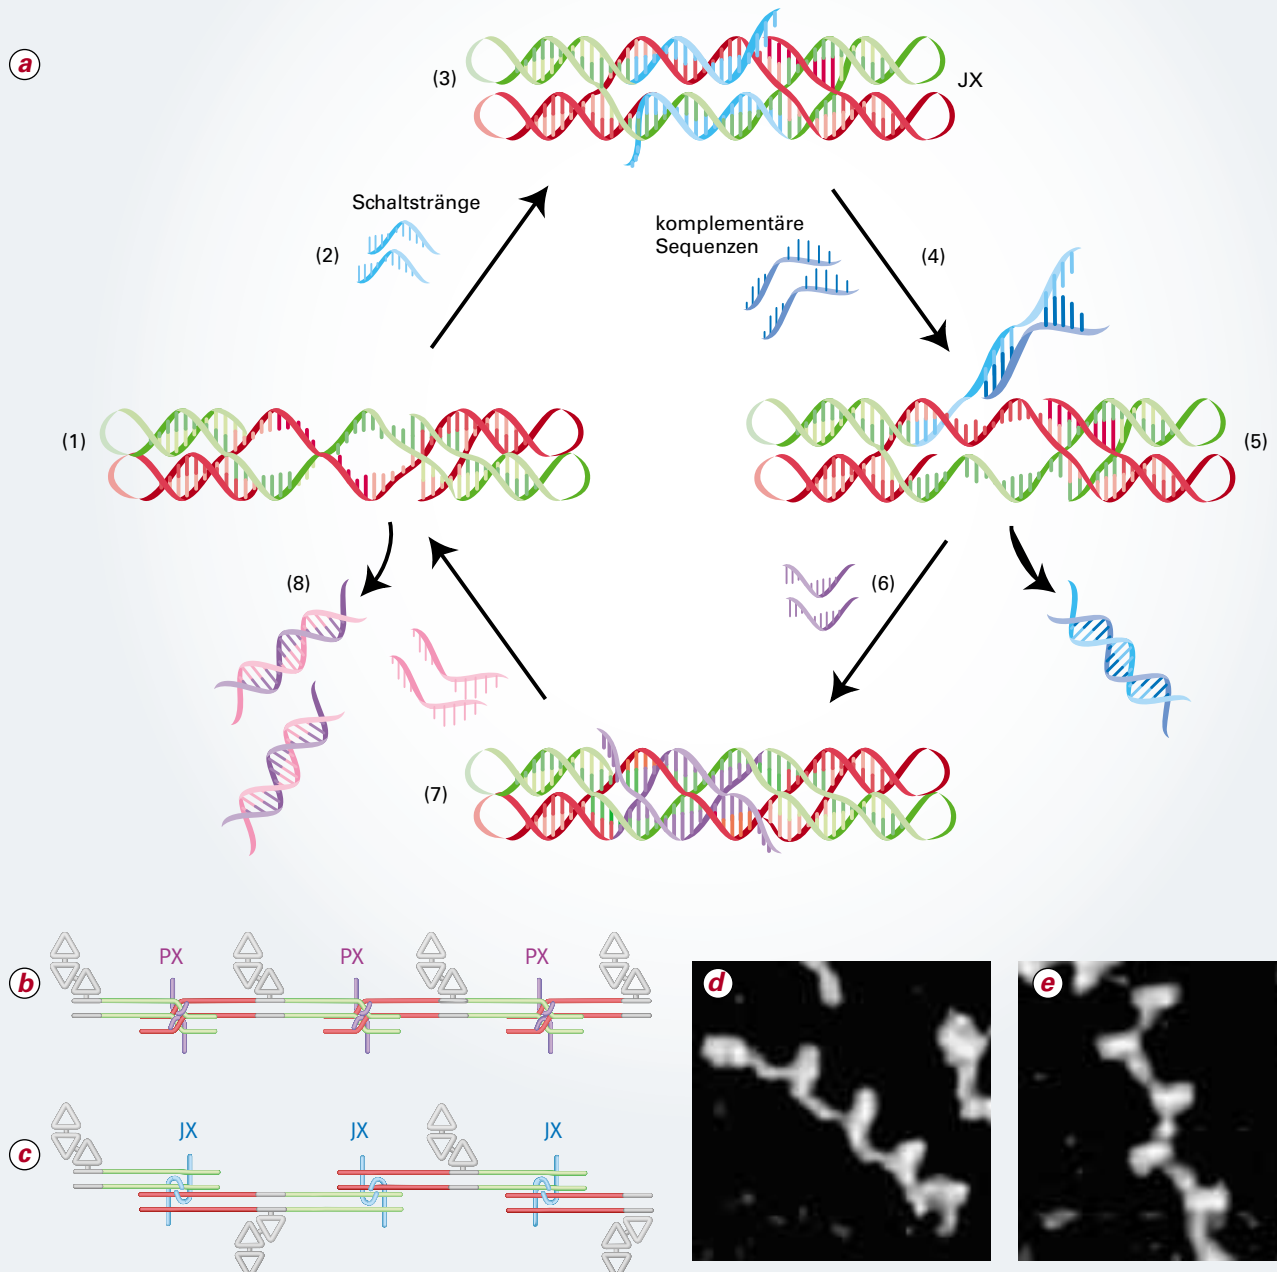 a
(3)
JX
Schaltstränge
(2)
komplementäre
Sequenzen
(4)
(1)
(5)
(8)
(6)
(7)
b
PX
PX
PX
c
JX
JX
JX
d
e